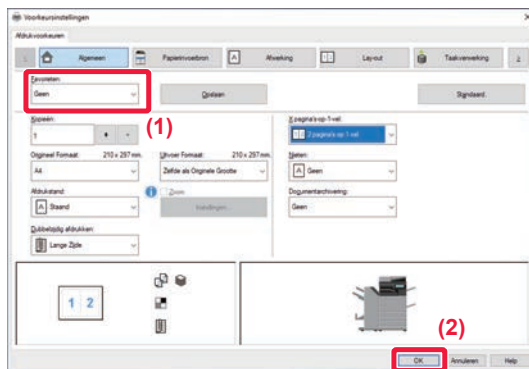 Voorkeursinstellingen
Afdrukvoorkeuren
Algemeen Papierinvoerbron Afwerking Lay-out Taakverwerking
Favorieten:
Geen Opslaan Standaard
(1)
Kopieën: X pagina's op 1 vel:
1 2 pagina's op 1 vel
Origineel Formaat: 210 x 297 mm. Uitvoer Formaat: 210 x 297 mm. Nieten:
A4 Zelfde als Originele Grootte Geen
Afdrukstand: Zoom Documentarchivering:
Staand Instellingen Geen
Dubbelzijdig afdrukken:
Lange Zijde
1 2
(2)
OK Annuleren Help